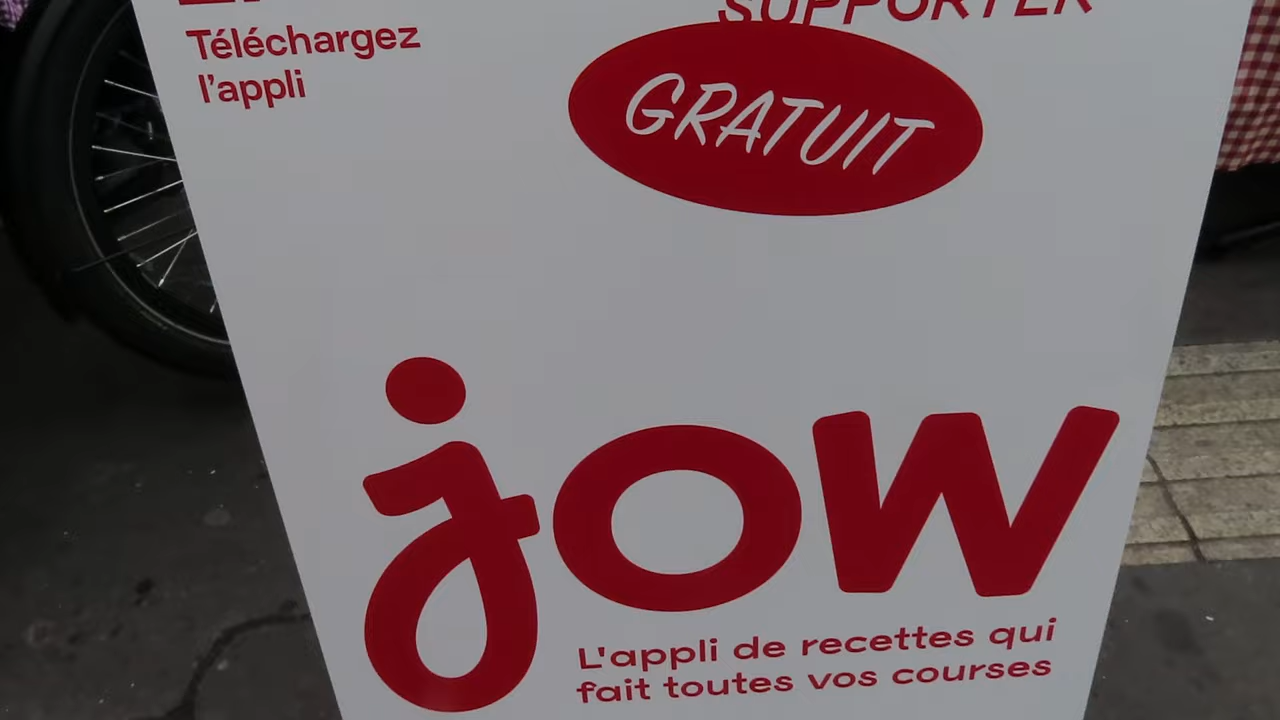 SUPPORTER
Téléchargez
l'appli
GRATUIT
jow
L'appli de recettes qui
fait toutes vos courses